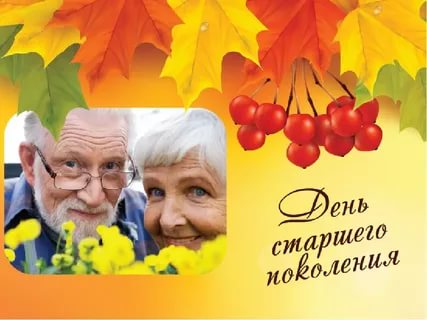 День
старшего
поколения